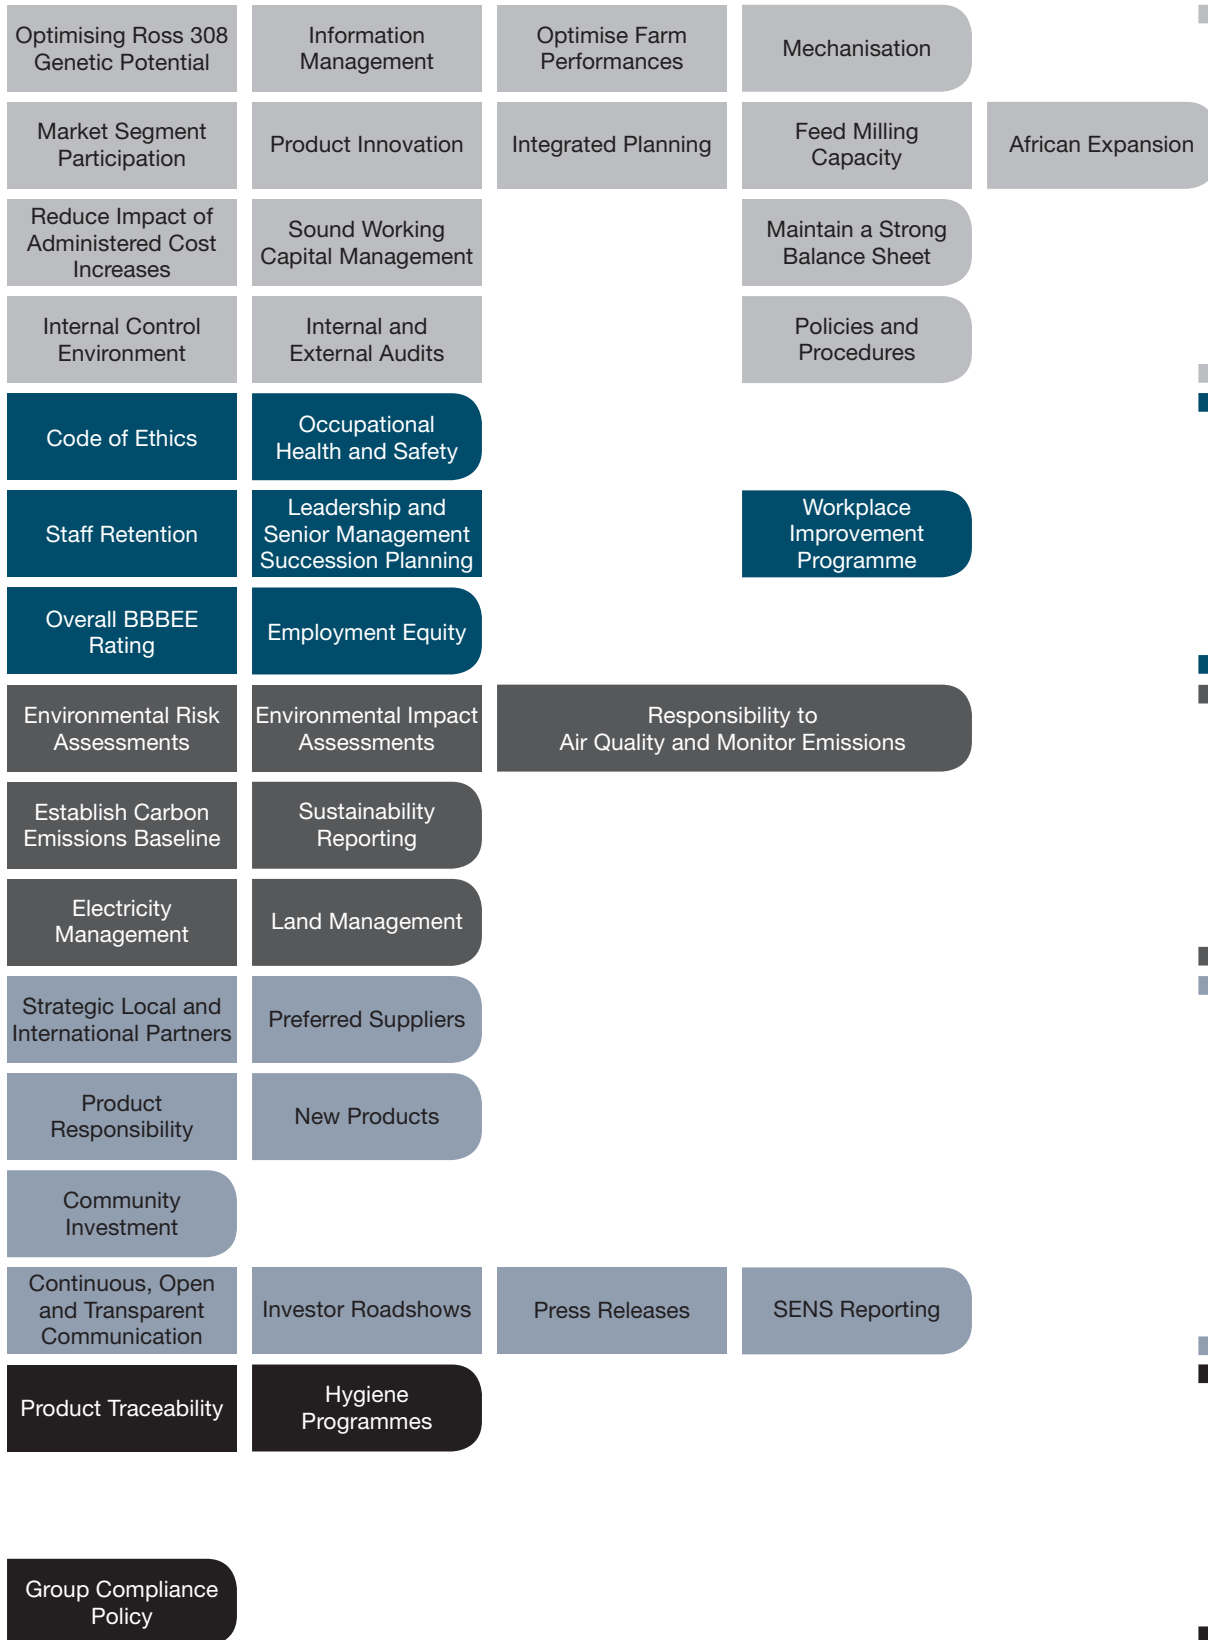 Optimising Ross 308
Genetic Potential
Information
Management
Optimise Farm
Performances
Mechanisation
Market Segment
Participation
Product Innovation
Integrated Planning
Feed Milling
Capacity
African Expansion
Reduce Impact of
Administered Cost
Increases
Sound Working
Capital Management
Maintain a Strong
Balance Sheet
Internal Control
Environment
Internal and
External Audits
Policies and
Procedures
Code of Ethics
Occupational
Health and Safety
Staff Retention
Leadership and
Senior Management
Succession Planning
Workplace
Improvement
Programme
Overall BBBEE
Rating
Employment Equity
Environmental Risk
Assessments
Environmental Impact
Assessments
Responsibility to
Air Quality and Monitor Emissions
Establish Carbon
Emissions Baseline
Sustainability
Reporting
Electricity
Management
Land Management
Strategic Local and
International Partners
Preferred Suppliers
Product
Responsibility
New Products
Community
Investment
Continuous, Open
and Transparent
Communication
Investor Roadshows
Press Releases
SENS Reporting
Product Traceability
Hygiene
Programmes
Group Compliance
Policy